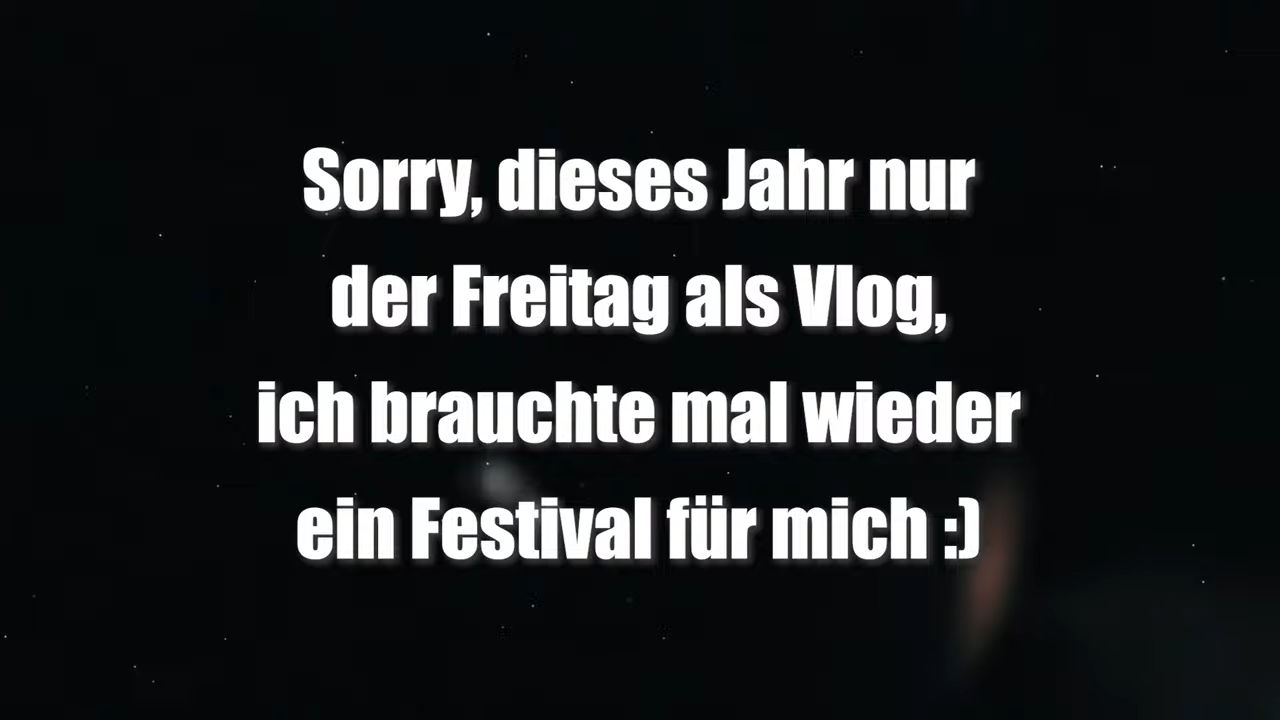 Sorry, dieses Jahr nur
der Freitag als Vlog,
ich brauchte mal wieder
ein Festival für mich :)